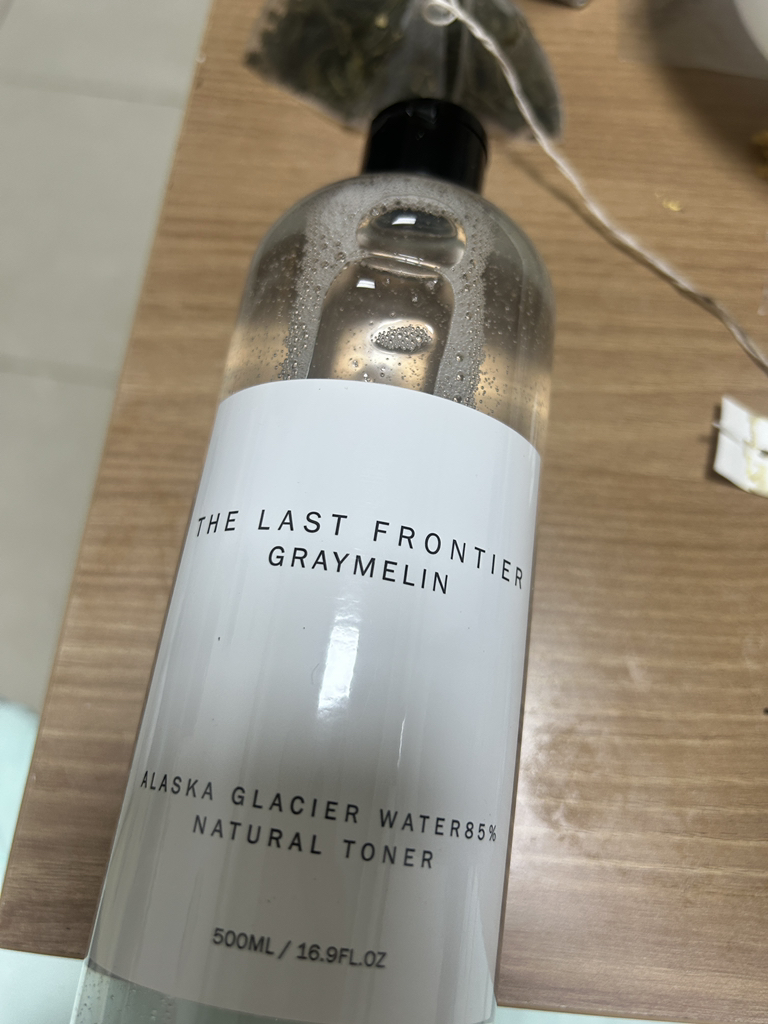 THE LAST FRONTIER
GRAYMELIN
ALASKA GLACIER WATER85%
NATURAL TONER
500ML / 16.9FL.OZ